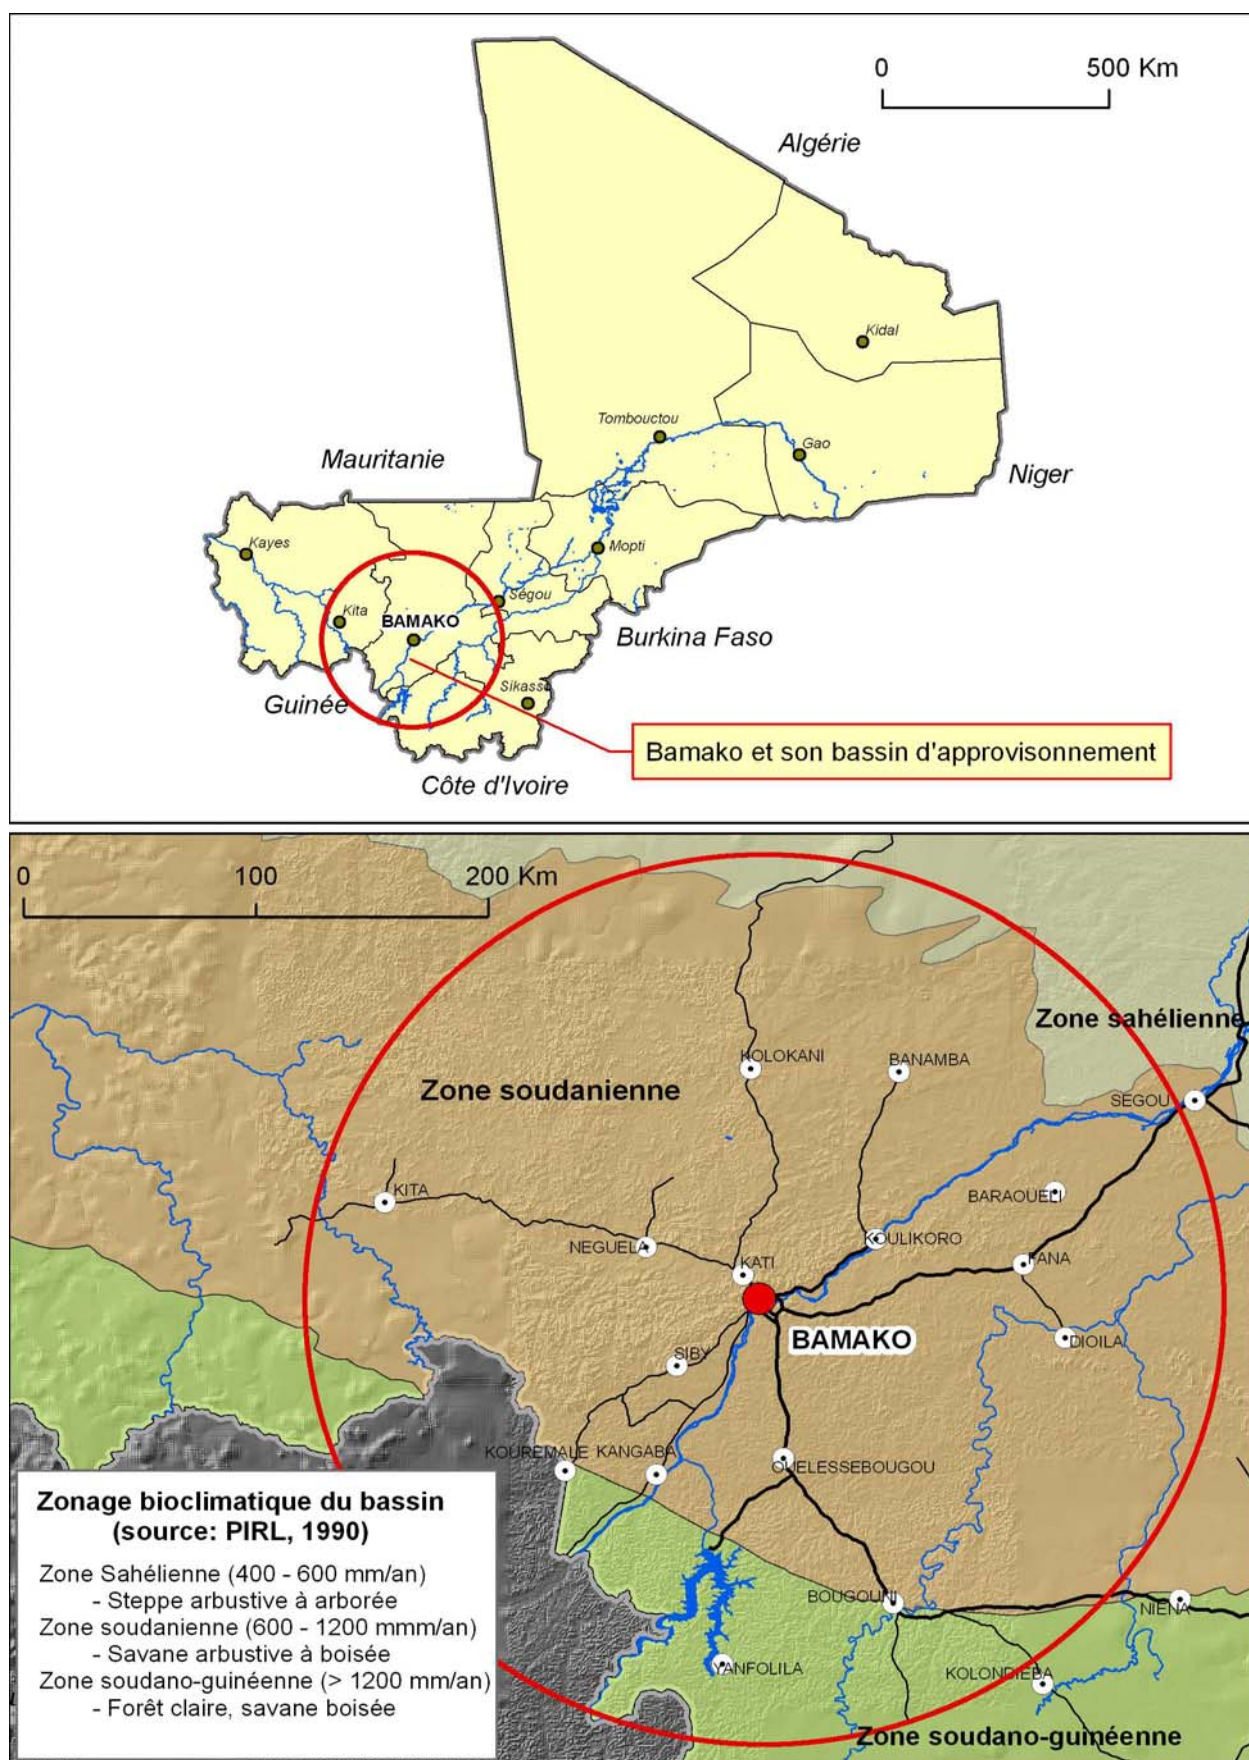 0 500 Km
Algérie
Kidal
Tombouctou
Gao
Mauritanie
Niger
Kayes
Mopti
Ségou
Kita
BAMAKO
Burkina Faso
Sikasso
Guinée
Bamako et son bassin d'approvisonnement
Côte d'Ivoire
0 100 200 Km
Zone sahélienne
KOLOKANI
BANAMBA
Zone soudanienne
SEGOU
KITA
BARAOUELI
NEGUELA
KOULIKORO
KATI
FANA
BAMAKO
DIOILA
SIBY
KOUREMALE
KANGABA
OUELESSEBOUGOU
Zonage bioclimatique du bassin
(source: PIRL, 1990)
Zone Sahélienne (400 - 600 mm/an)
- Steppe arbustive à arborée
Zone soudanienne (600 - 1200 mmm/an)
- Savane arbustive à boisée
Zone soudano-guinéenne (> 1200 mm/an)
- Forêt claire, savane boisée
BOUGOUNI
NIENA
YANFOLILA
KOLONDIEBA
Zone soudano-guinéenne